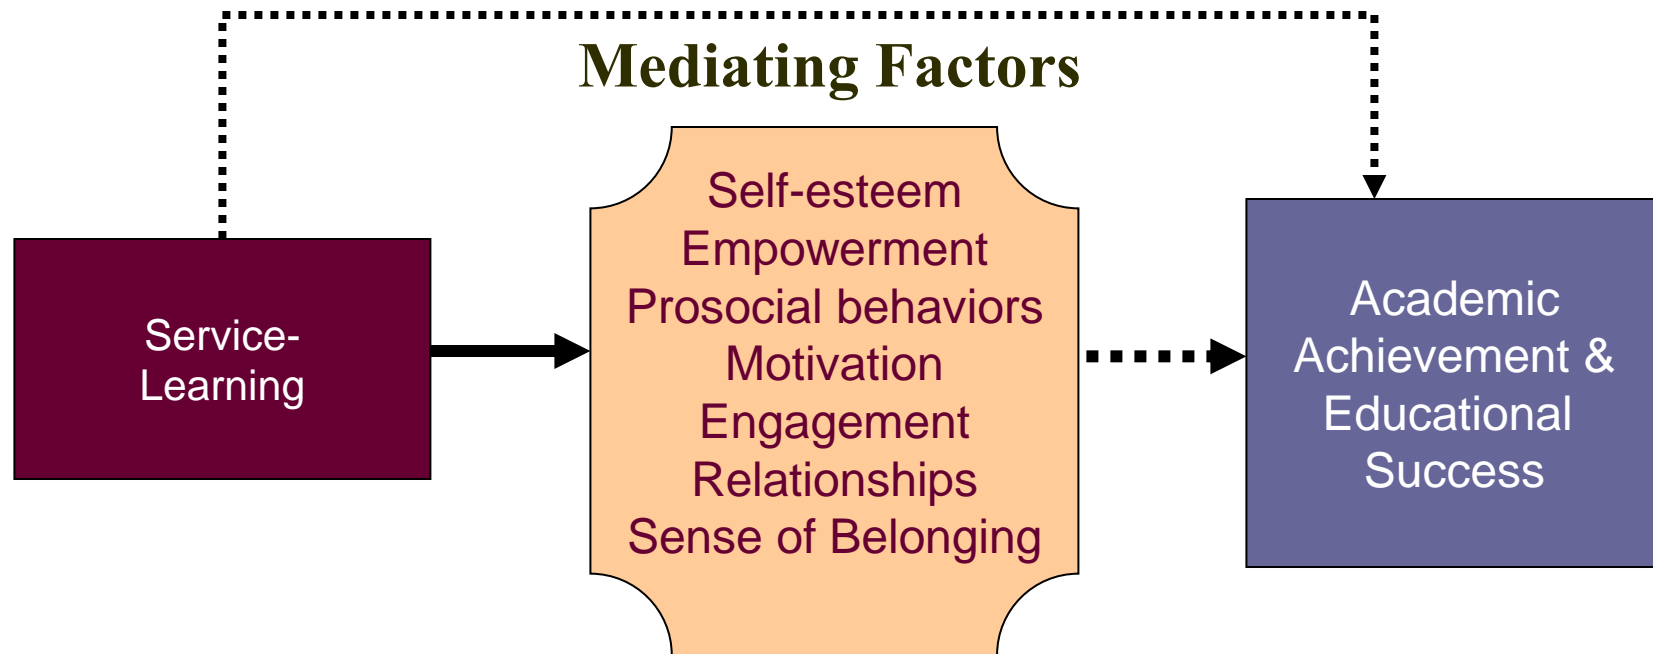 Mediating Factors
Service-
Learning
Self-esteem
Empowerment
Prosocial behaviors
Motivation
Engagement
Relationships
Sense of Belonging
Academic
Achievement &
Educational
Success